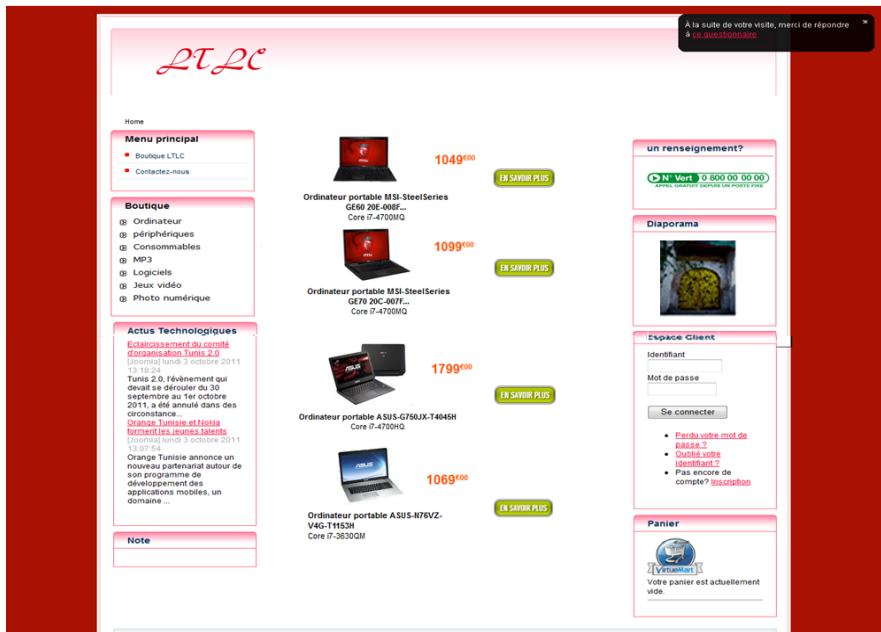 À la suite de votre visite, merci de répondre
à ce questionnaire
×
LTLC
Home
Menu principal
Boutique LTLC
Contactez-nous
Boutique
Ordinateur
périphériques
Consommables
MP3
Logiciels
Jeux vidéo
Photo numérique
Actus Technologiques
Eclaircissement du comité
d'organisation Tunis 2.0
[Joomla] lundi 3 octobre 2011
13:18:24
Tunis 2.0, l'évènement qui
devait se dérouler du 30
septembre au 1er octobre
2011, a été annulé dans des
circonstance...
Orange Tunisie et Nokia
forment les jeunes talents
[Joomla] lundi 3 octobre 2011
13:07:54
Orange Tunisie annonce un
nouveau partenariat autour de
son programme de
développement des
applications mobiles, un
domaine ...
Note
1049€00
EN SAVOIR PLUS
Ordinateur portable MSI-SteelSeries
GE60 20E-008F...
Core i7-4700MQ
1099€00
EN SAVOIR PLUS
Ordinateur portable MSI-SteelSeries
GE70 20C-007F...
Core i7-4700MQ
1799€00
EN SAVOIR PLUS
Ordinateur portable ASUS-G750JX-T4045H
Core i7-4700HQ
ASUS
1069€00
EN SAVOIR PLUS
Ordinateur portable ASUS-N76VZ-
V4G-T1153H
Core i7-3630QM
un renseignement?
N° Vert 0 800 00 00 00
APPEL GRATUIT DEPUIS UN POSTE FIXE
Diaporama
Espace Client
Identifiant
Mot de passe
Se connecter
Perdu votre mot de
passe ?
Oublié votre
identifiant ?
Pas encore de
compte? Inscription
Panier
VirtueMart
Votre panier est actuellement
vide.